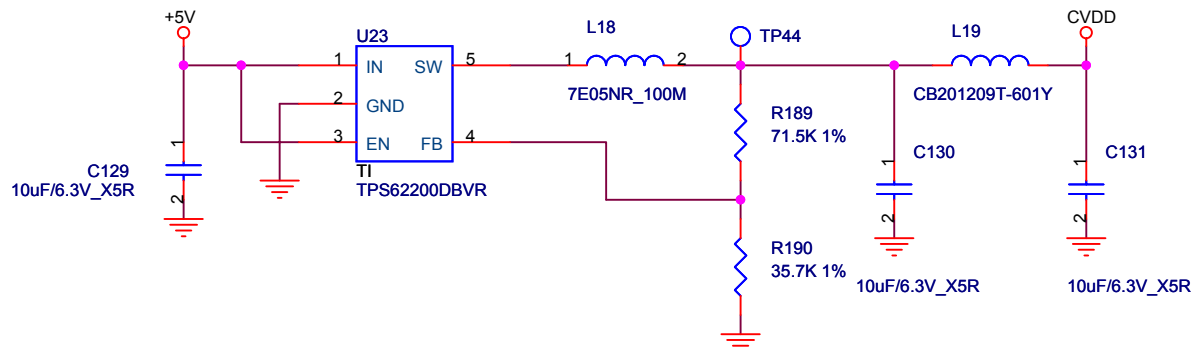 +5V
CVDD
U23
L18
TP44
L19
1
IN
SW
5
1
2
2
GND
7E05NR_100M
CB201209T-601Y
3
EN
FB
4
R189
71.5K 1%
1
C129
10uF/6.3V_X5R
2
TI
TPS62200DBVR
1
C130
2
1
C131
2
R190
35.7K 1%
10uF/6.3V_X5R
10uF/6.3V_X5R